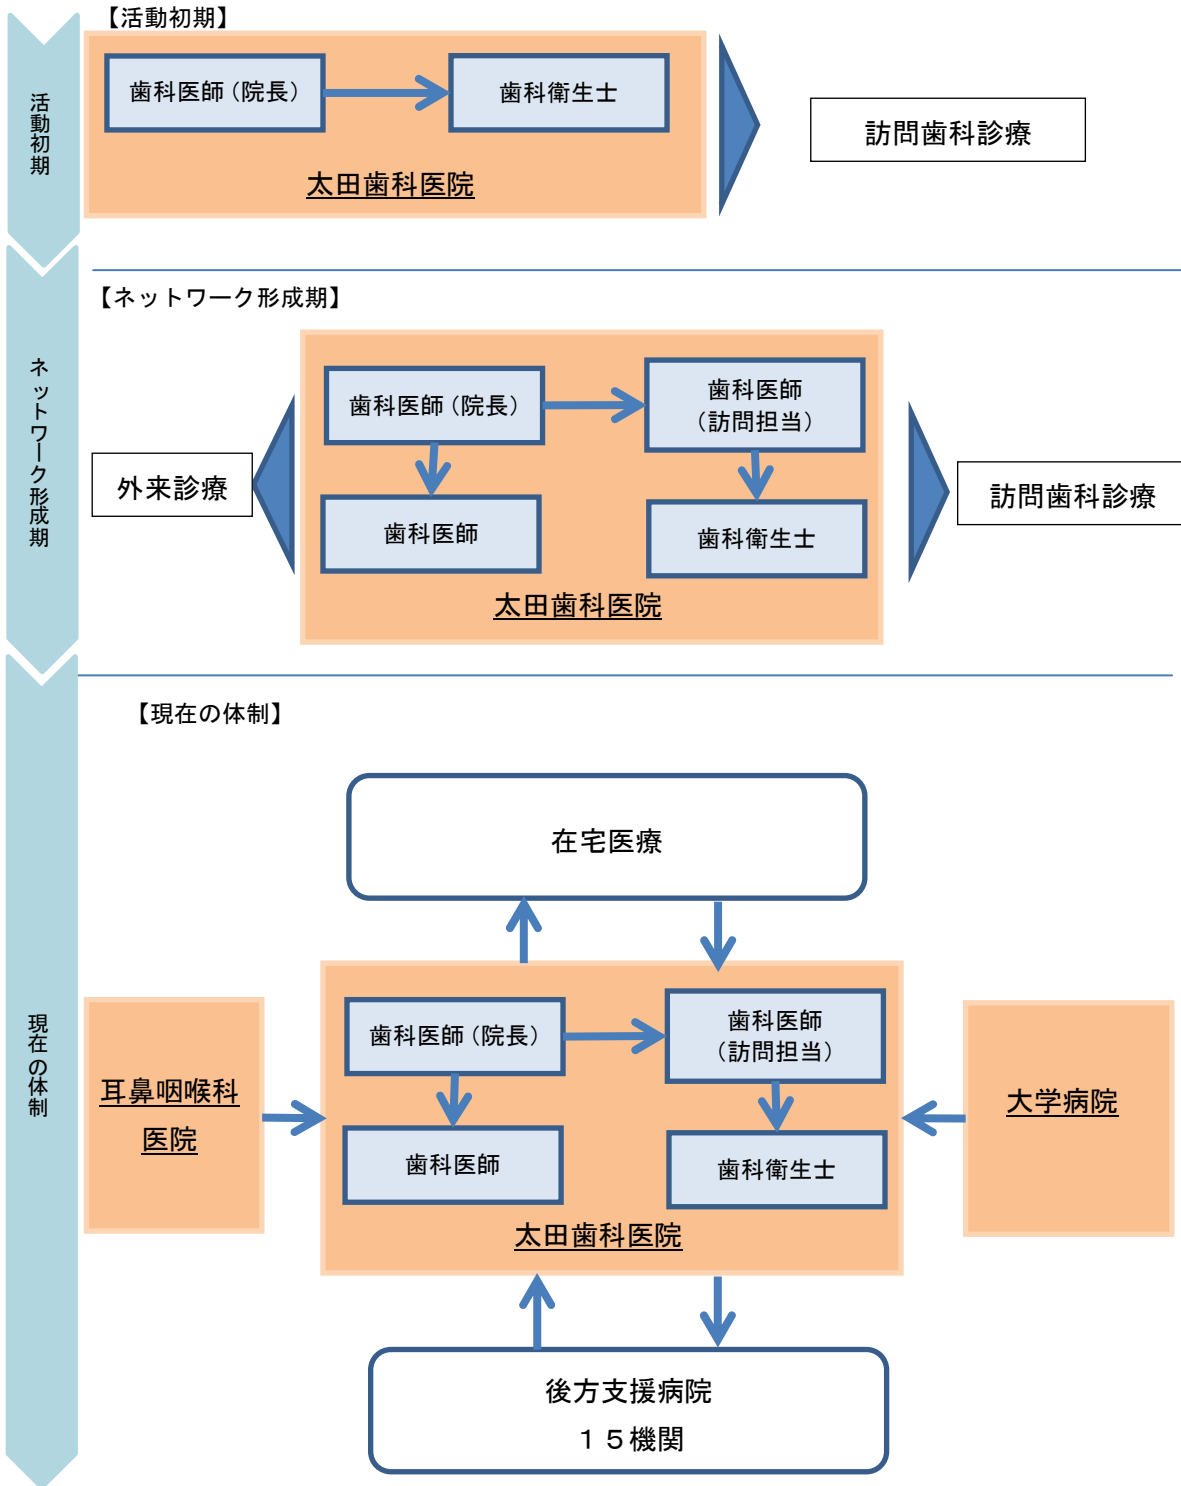 【活動初期】
活動初期
歯科医師（院長）
歯科衛生士
太田歯科医院
訪問歯科診療
【ネットワーク形成期】
ネットワーク形成期
歯科医師（院長）
歯科医師
（訪問担当）
外来診療
歯科医師
歯科衛生士
訪問歯科診療
太田歯科医院
【現在の体制】
現在の体制
在宅医療
歯科医師（院長）
歯科医師
（訪問担当）
耳鼻咽喉科
医院
大学病院
歯科医師
歯科衛生士
太田歯科医院
後方支援病院
１５機関